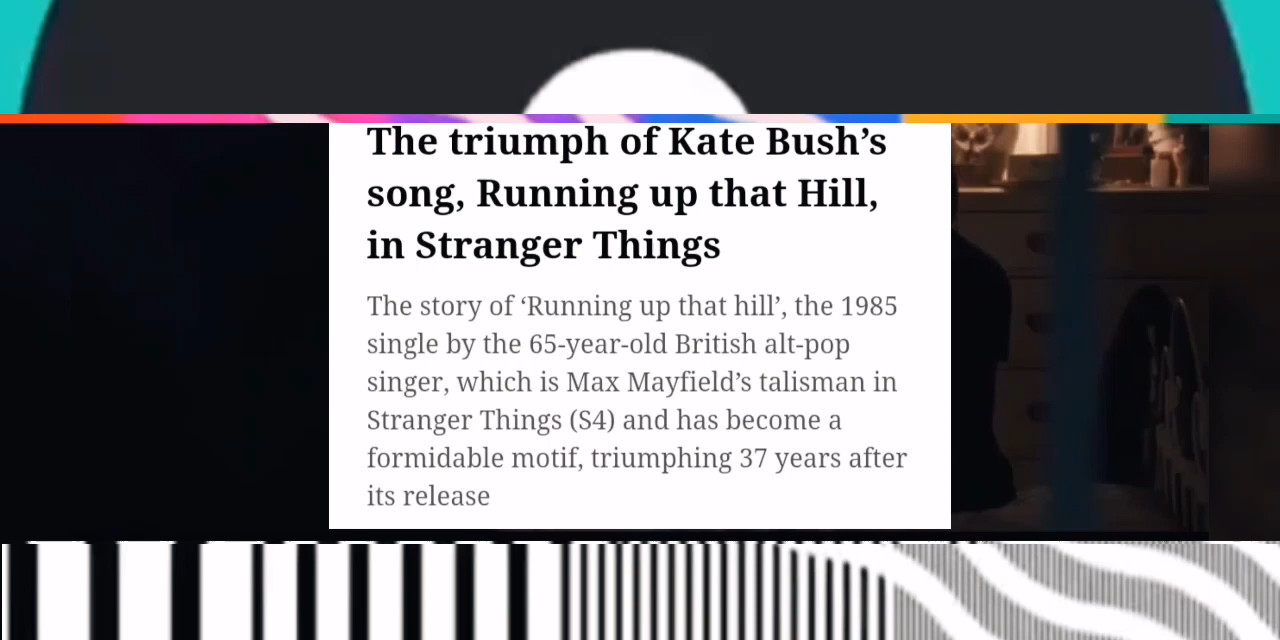 The triumph of Kate Bush’s
song, Running up that Hill,
in Stranger Things
The story of ‘Running up that hill’, the 1985
single by the 65-year-old British alt-pop
singer, which is Max Mayfield’s talisman in
Stranger Things (S4) and has become a
formidable motif, triumphing 37 years after
its release